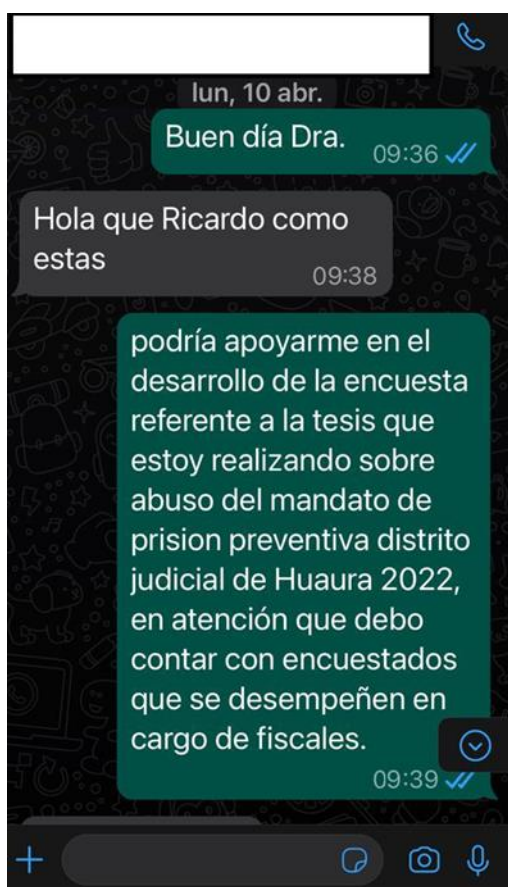 lun, 10 abr.
Buen día Dra.
09:36
Hola que Ricardo como
estas
09:38
podría apoyarme en el
desarrollo de la encuesta
referente a la tesis que
estoy realizando sobre
abuso del mandato de
prision preventiva distrito
judicial de Huaura 2022,
en atención que debo
contar con encuestados
que se desempeñen en
cargo de fiscales.
09:39